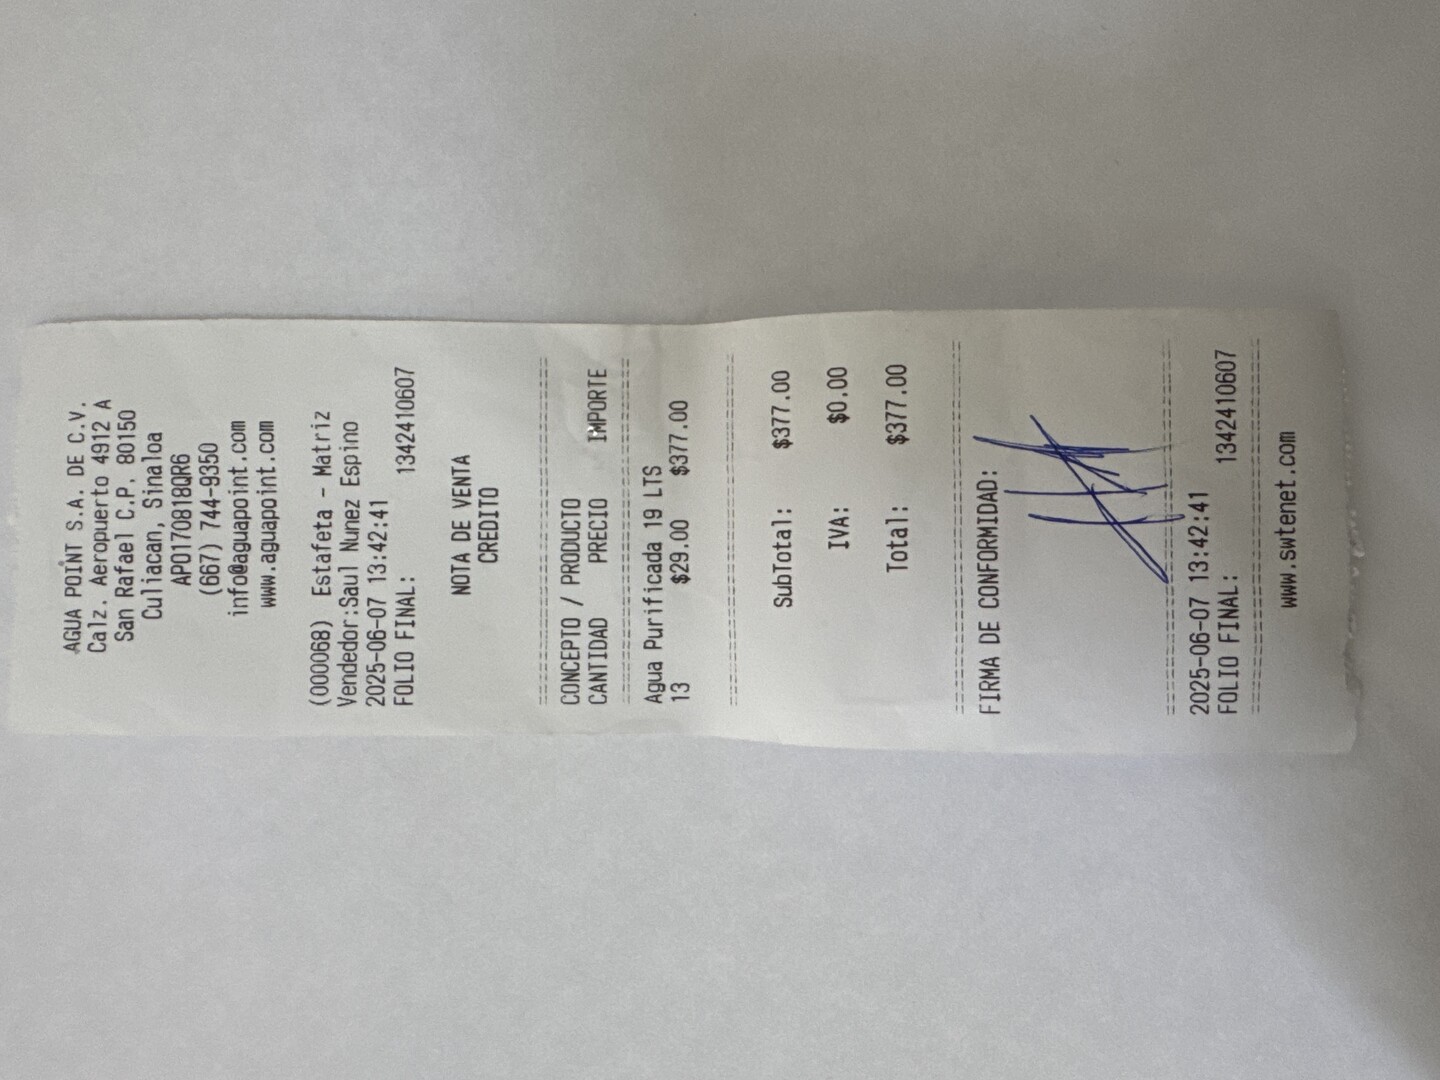 AGUA POINT S.A. DE C.V.
Calz. Aeropuerto 4912 A
San Rafael C.P. 80150
Culiacan, Sinaloa
APO170818QR6
(667) 744-9350
info@aguapoint.com
www.aguapoint.com
(000068) Estafeta - Matriz
Vendedor:Saul Nunez Espino
2025-06-07 13:42:41
FOLIO FINAL: 1342410607
NOTA DE VENTA
CREDITO
CONCEPTO / PRODUCTO
CANTIDAD PRECIO IMPORTE
Agua Purificada 19 LTS
13 $29.00 $377.00
SubTotal: $377.00
IVA: $0.00
Total: $377.00
FIRMA DE CONFORMIDAD:
2025-06-07 13:42:41
FOLIO FINAL: 1342410607
www.swtenet.com